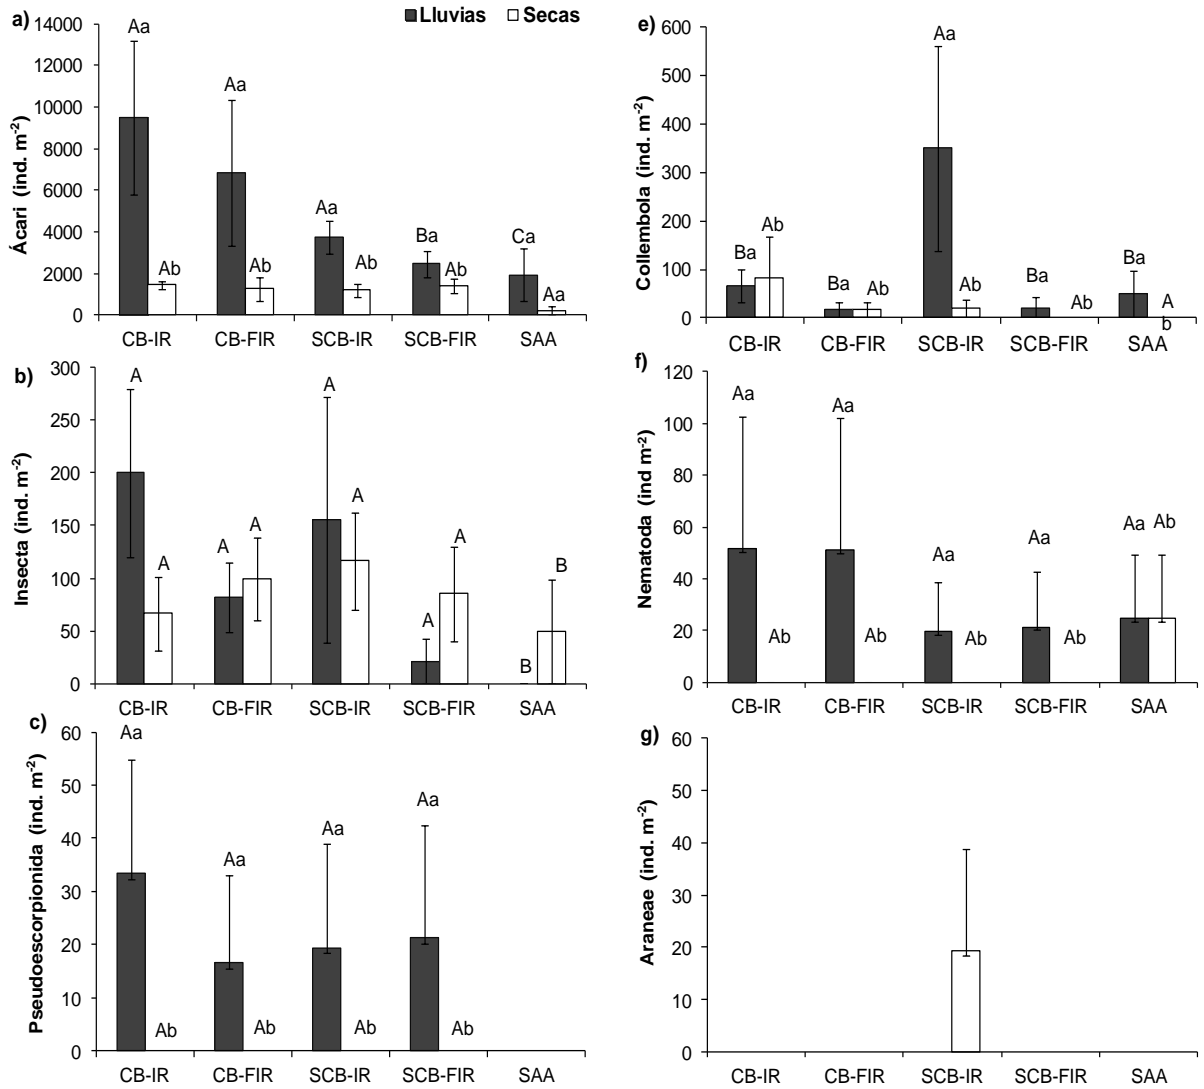 Lluvias Secas
a)
Ácari (ind. m-2)
14000
12000
10000
8000
6000
4000
2000
0
Aa
Ab
Aa
Ab
Aa
Ab
Ba
Ab
Ca
Aa
CB-IR CB-FIR SCB-IR SCB-FIR SAA
b)
Insecta (ind. m-2)
300
250
200
150
100
50
0
A
A
A
A
A
A
A
A
B
B
CB-IR CB-FIR SCB-IR SCB-FIR SAA
c)
Pseudoescorpionida (ind. m-2)
60
50
40
30
20
10
0
Aa
Ab
Aa
Ab
Aa
Ab
Aa
Ab
CB-IR CB-FIR SCB-IR SCB-FIR SAA
e)
Collembola (ind. m-2)
600
500
400
300
200
100
0
Ba
Ab
Ba
Ab
Aa
Ab
Ba
Ab
Ba
A
b
CB-IR CB-FIR SCB-IR SCB-FIR SAA
f)
Nematoda (ind m-2)
120
100
80
60
40
20
0
Aa
Ab
Aa
Ab
Aa
Ab
Aa
Ab
Aa
Ab
CB-IR CB-FIR SCB-IR SCB-FIR SAA
g)
Araneae (ind. m-2)
60
50
40
30
20
10
0
CB-IR CB-FIR SCB-IR SCB-FIR SAA